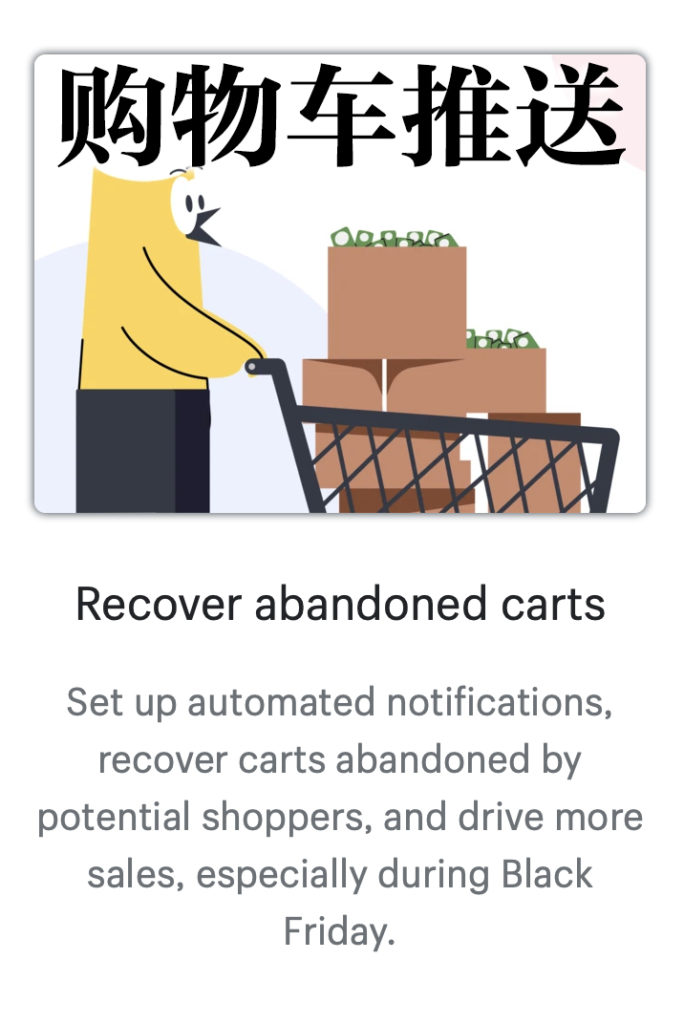 购物车推送
Recover abandoned carts
Set up automated notifications,
recover carts abandoned by
potential shoppers, and drive more
sales, especially during Black
Friday.